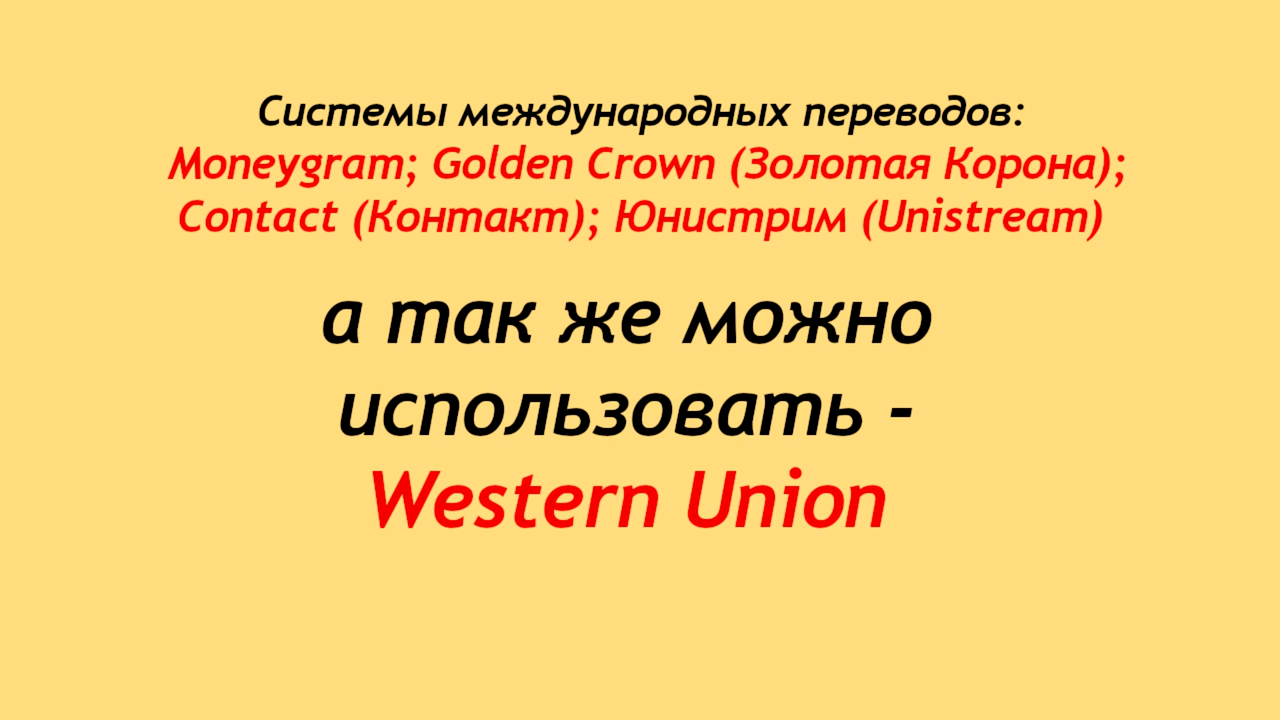 Системы международных переводов:
Moneygram; Golden Crown (Золотая Корона);
Contact (Контакт); Юнистрим (Unistream)
а так же можно
использовать -
Western Union